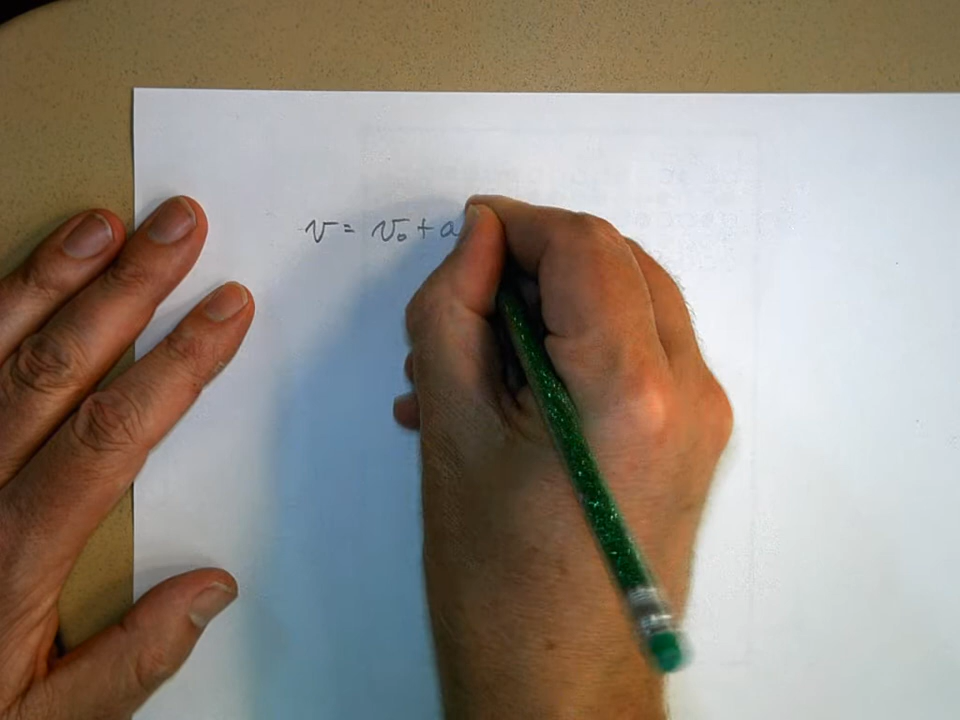 v = v₀ + a